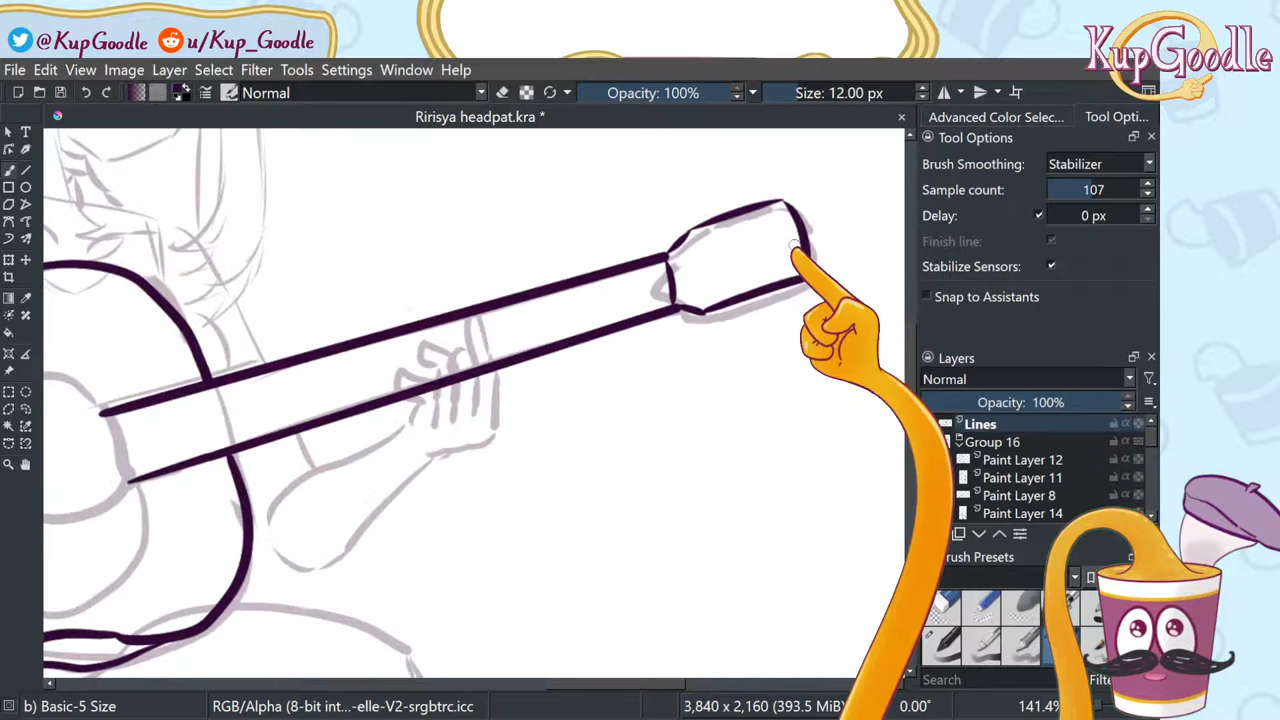 @KupGoodle u/Kup_Goodle
KupGoodle
File Edit View Image Layer Select Filter Tools Settings Window Help
Normal Opacity: 100% Size: 12.00 px
Ririsya headpat.kra *
Advanced Color Selec... Tool Opti...
Tool Options
Brush Smoothing: Stabilizer
Sample count: 107
Delay: 0 px
Finish line:
Stabilize Sensors:
Snap to Assistants
Layers
Normal
Opacity: 100%
Lines
Group 16
Paint Layer 12
Paint Layer 11
Paint Layer 8
Paint Layer 14
rush Presets
Search
b) Basic-5 Size RGB/Alpha (8-bit int...-elle-V2-srgbtrc.icc 3,840 x 2,160 (393.5 MiB) 0.00° 141.4%